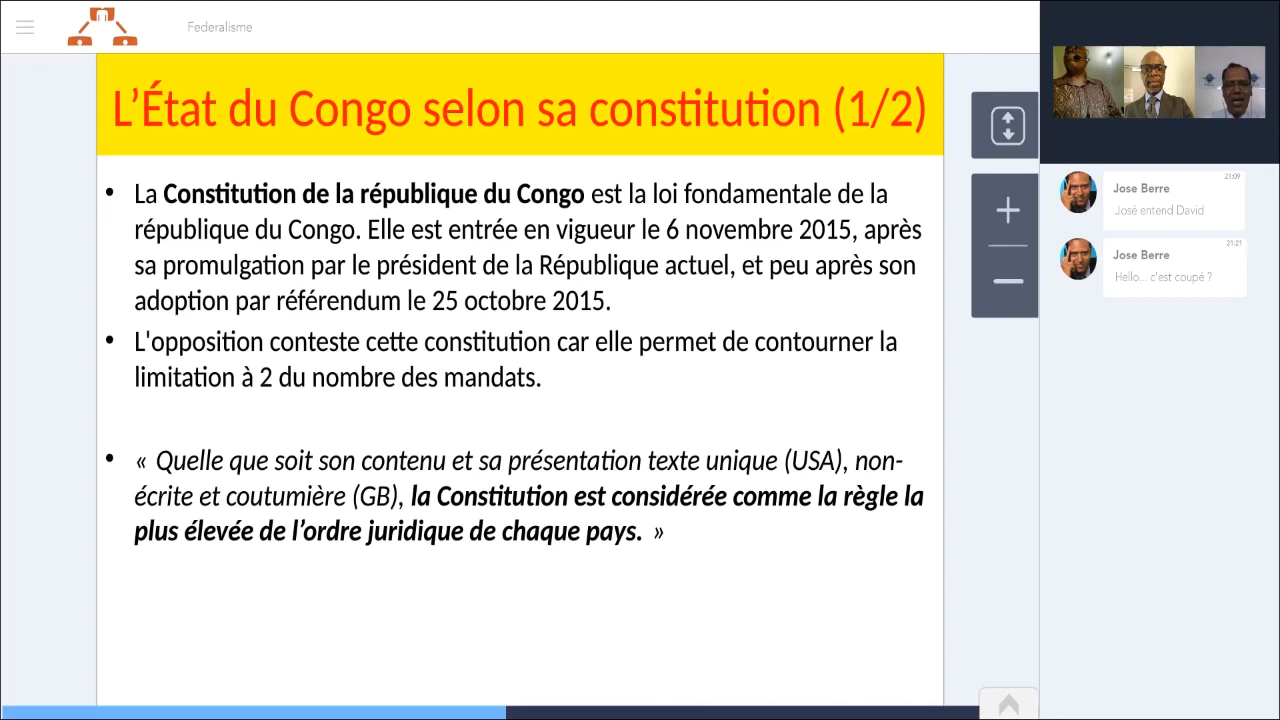 Federalisme
L’État du Congo selon sa constitution (1/2)
• La Constitution de la république du Congo est la loi fondamentale de la
république du Congo. Elle est entrée en vigueur le 6 novembre 2015, après
sa promulgation par le président de la République actuel, et peu après son
adoption par référendum le 25 octobre 2015.
• L'opposition conteste cette constitution car elle permet de contourner la
limitation à 2 du nombre des mandats.
• « Quelle que soit son contenu et sa présentation texte unique (USA), non-
écrite et coutumière (GB), la Constitution est considérée comme la règle la
plus élevée de l’ordre juridique de chaque pays. »
21:09
Jose Berre
José entend David
21:21
Jose Berre
Hello... c'est coupé ?